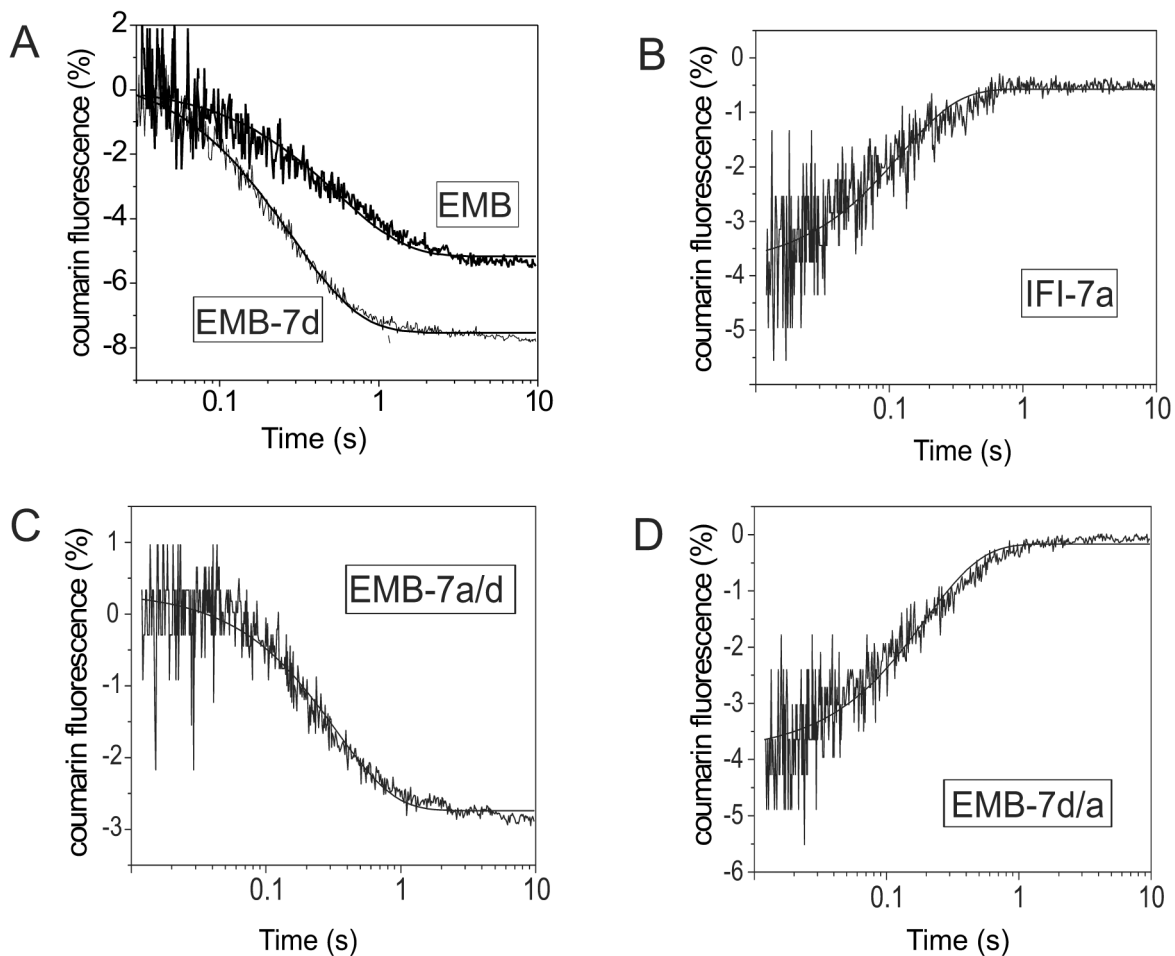 A
coumarin fluorescence (%)
2
0
-2
-4
-6
-8
EMB
EMB-7d
0.1
1
10
Time (s)
B
coumarin fluorescence (%)
0
-1
-2
-3
-4
-5
IFI-7a
0.1
1
10
Time (s)
C
coumarin fluorescence (%)
1
0
-1
-2
-3
EMB-7a/d
0.1
1
10
Time (s)
D
coumarin fluorescence (%)
0
-1
-2
-3
-4
-5
-6
EMB-7d/a
0.1
1
10
Time (s)